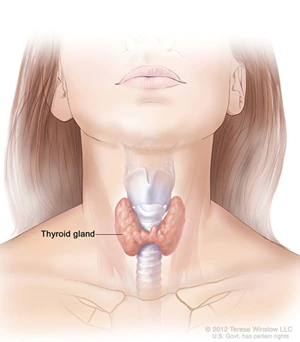 Thyroid gland
© 2012 Terese Winslow LLC
U.S. Govt. has certain rights